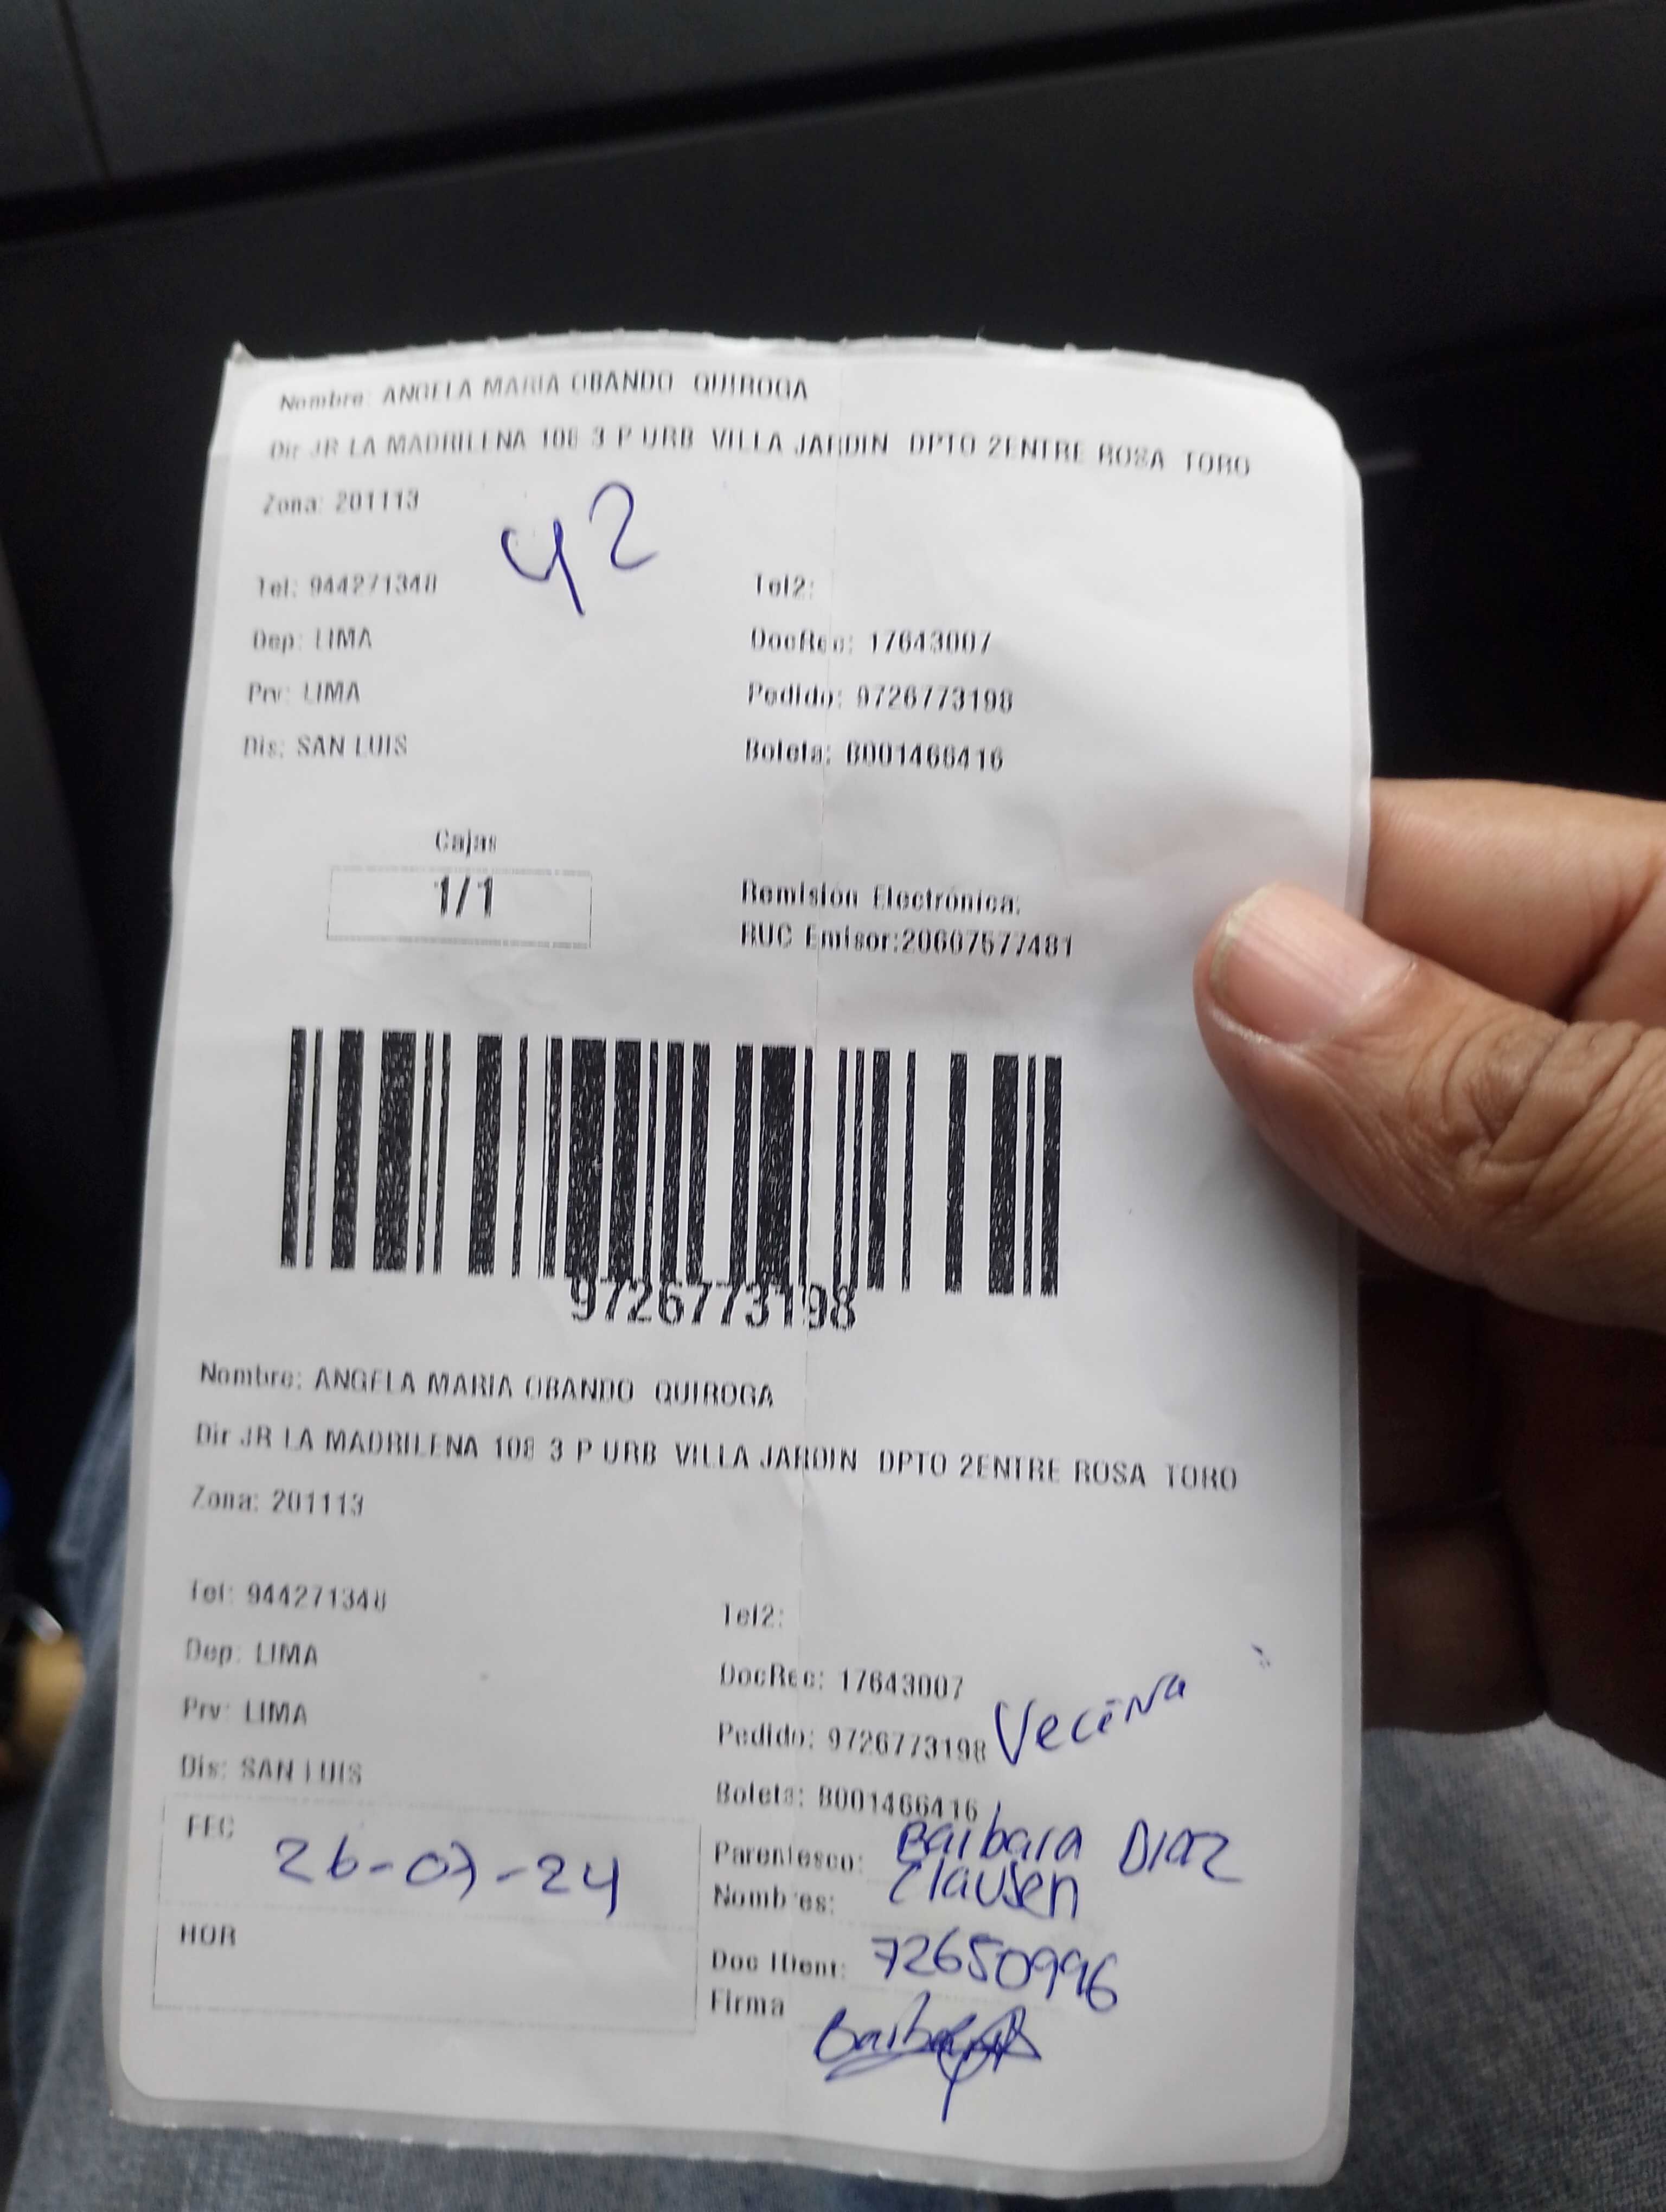 Nombre: ANGELA MARIA OBANDO QUIROGA
Dir JR LA MADRILENA 108 3 P URB VILLA JARDIN DPTO 2ENTRE ROSA TORO
Zona: 201113
42
Tel: 944271348 Tel2:
Dep: LIMA DocRec: 17643007
Prv: LIMA Pedido: 9726773198
Dis: SAN LUIS Boleta: B001466416
Cajas
1/1
Remisión Electrónica:
RUC Emisor:20607577481
9726773198
Nombre: ANGELA MARIA OBANDO QUIROGA
Dir JR LA MADRILENA 108 3 P URB VILLA JARDIN DPTO 2ENTRE ROSA TORO
Zona: 201113
Tel: 944271348 Tel2:
Dep: LIMA DocRec: 17643007
Prv: LIMA Pedido: 9726773198 Vecina
Dis: SAN LUIS Boleta: B001466416
FEC 26-07-24 Parentesco: Barbara DIAZ
Nombres: Clausen
HOR Doc IDent: 72650996
Firma